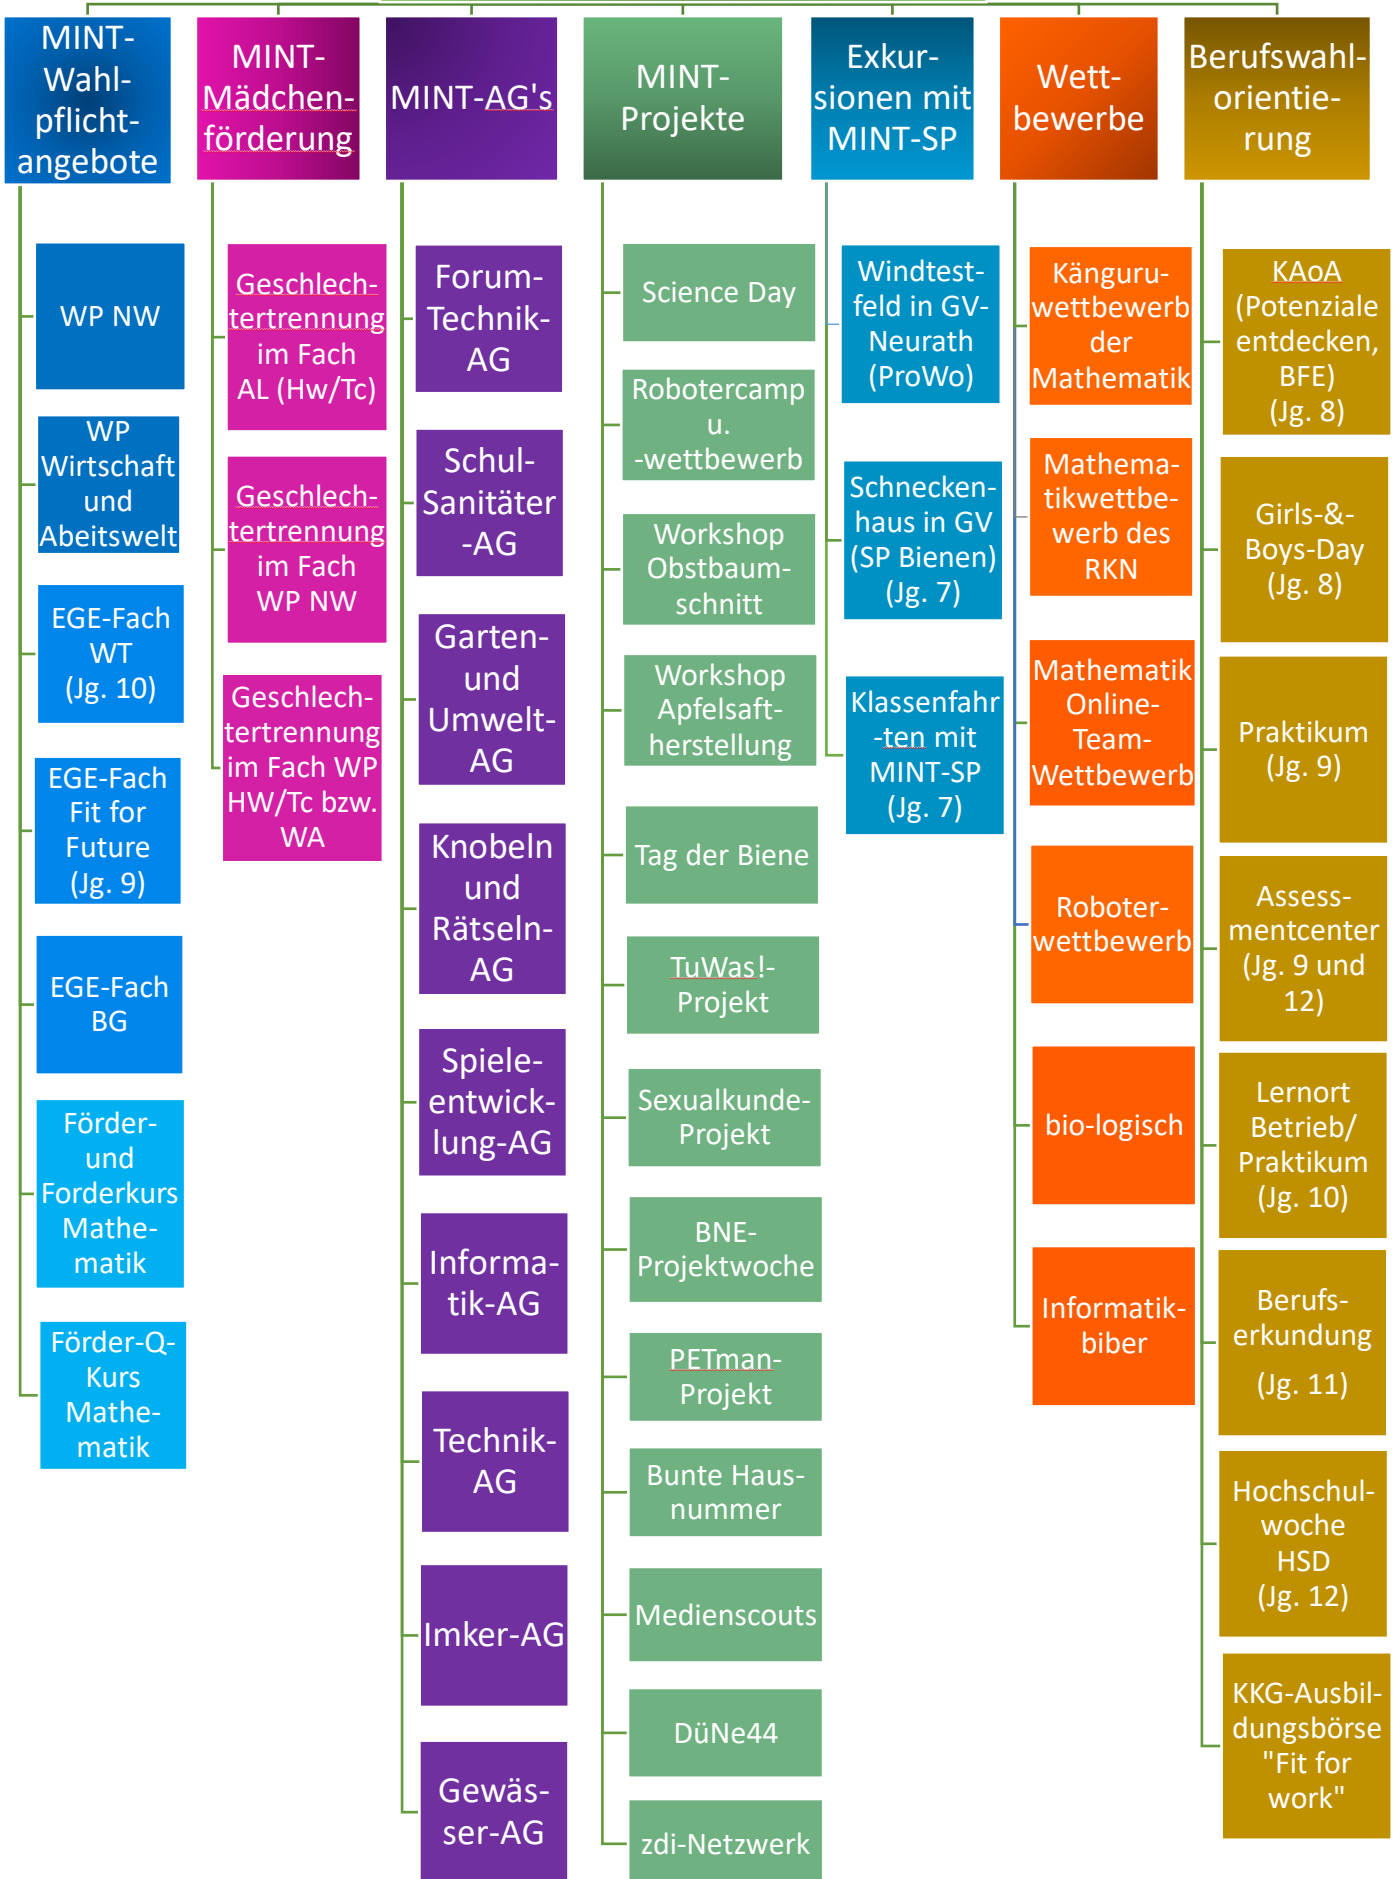 MINT-
Wahl-
pflicht-
angebote
WP NW
WP
Wirtschaft
und
Abeitswelt
EGE-Fach
WT
(Jg. 10)
EGE-Fach
Fit for
Future
(Jg. 9)
EGE-Fach
BG
Förder-
und
Forderkurs
Mathe-
matik
Förder-Q-
Kurs
Mathe-
matik
MINT-
Mädchen-
förderung
Geschlech-
tertrennung
im Fach
AL (Hw/Tc)
Geschlech-
tertrennung
im Fach
WP NW
Geschlech-
tertrennung
im Fach WP
HW/Tc bzw.
WA
MINT-AG's
Forum-
Technik-
AG
Schul-
Sanitäter
-AG
Garten-
und
Umwelt-
AG
Knobeln
und
Rätseln-
AG
Spiele-
entwick-
lung-AG
Informa-
tik-AG
Technik-
AG
Imker-AG
Gewäs-
ser-AG
MINT-
Projekte
Science Day
Robotercamp
u.
-wettbewerb
Workshop
Obstbaum-
schnitt
Workshop
Apfelsaft-
herstellung
Tag der Biene
TuWas!-
Projekt
Sexualkunde-
Projekt
BNE-
Projektwoche
PETman-
Projekt
Bunte Haus-
nummer
Medienscouts
DüNe44
zdi-Netzwerk
Exkur-
sionen mit
MINT-SP
Windtest-
feld in GV-
Neurath
(ProWo)
Schnecken-
haus in GV
(SP Bienen)
(Jg. 7)
Klassenfahr
-ten mit
MINT-SP
(Jg. 7)
Wett-
bewerbe
Känguru-
wettbewerb
der
Mathematik
Mathema-
tikwettbe-
werb des
RKN
Mathematik
Online-
Team-
Wettbewerb
Roboter-
wettbewerb
bio-logisch
Informatik-
biber
Berufswahl-
orientie-
rung
KAoA
(Potenziale
entdecken,
BFE)
(Jg. 8)
Girls-&-
Boys-Day
(Jg. 8)
Praktikum
(Jg. 9)
Assess-
mentcenter
(Jg. 9 und
12)
Lernort
Betrieb/
Praktikum
(Jg. 10)
Berufs-
erkundung
(Jg. 11)
Hochschul-
woche
HSD
(Jg. 12)
KKG-Ausbil-
dungsbörse
"Fit for
work"